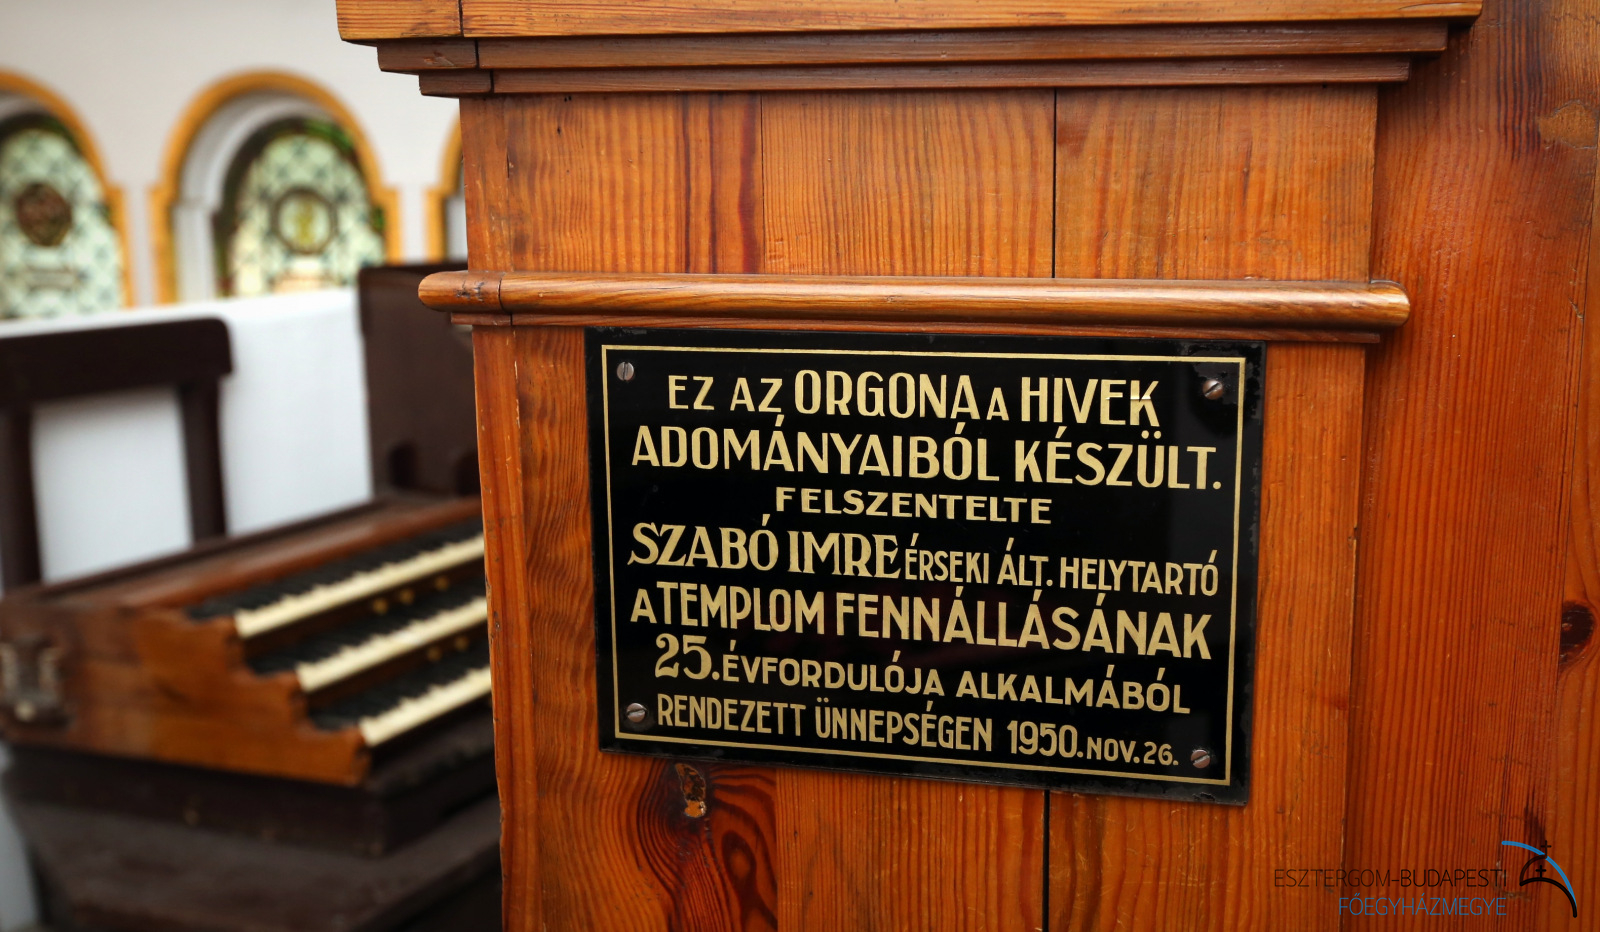 EZ AZ ORGONA A HIVEK
ADOMÁNYAIBÓL KÉSZÜLT.
FELSZENTELTE
SZABÓ IMRE ÉRSEKI ÁLT. HELYTARTÓ
A TEMPLOM FENNÁLLÁSÁNAK
25. ÉVFORDULÓJA ALKALMÁBÓL
RENDEZETT ÜNNEPSÉGEN 1950. NOV. 26.
ESZTERGOM-BUDAPESTI
FŐEGYHÁZMEGYE